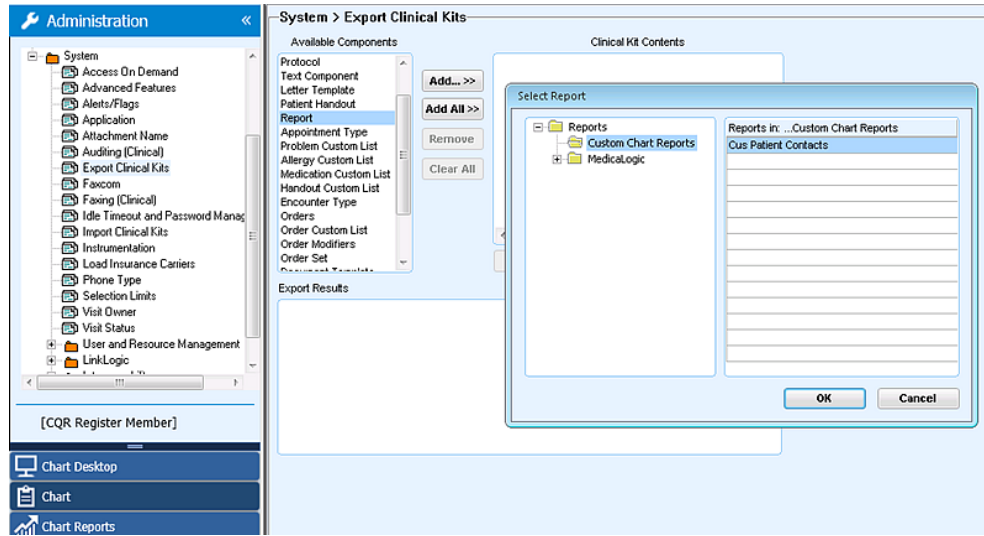 Administration «
System
Access On Demand
Advanced Features
Alerts/Flags
Application
Attachment Name
Auditing (Clinical)
Export Clinical Kits
Faxcom
Faxing (Clinical)
Idle Timeout and Password Manag
Import Clinical Kits
Instrumentation
Load Insurance Carriers
Phone Type
Selection Limits
Visit Owner
Visit Status
User and Resource Management
LinkLogic
[CQR Register Member]
Chart Desktop
Chart
Chart Reports
System > Export Clinical Kits
Available Components
Protocol
Text Component
Letter Template
Patient Handout
Report
Appointment Type
Problem Custom List
Allergy Custom List
Medication Custom List
Handout Custom List
Encounter Type
Orders
Order Custom List
Order Modifiers
Order Set
Add... >>
Add All >>
Remove
Clear All
Clinical Kit Contents
Export Results
Select Report
Reports
Custom Chart Reports
MedicaLogic
Reports in: ...Custom Chart Reports
Cus Patient Contacts
OK
Cancel